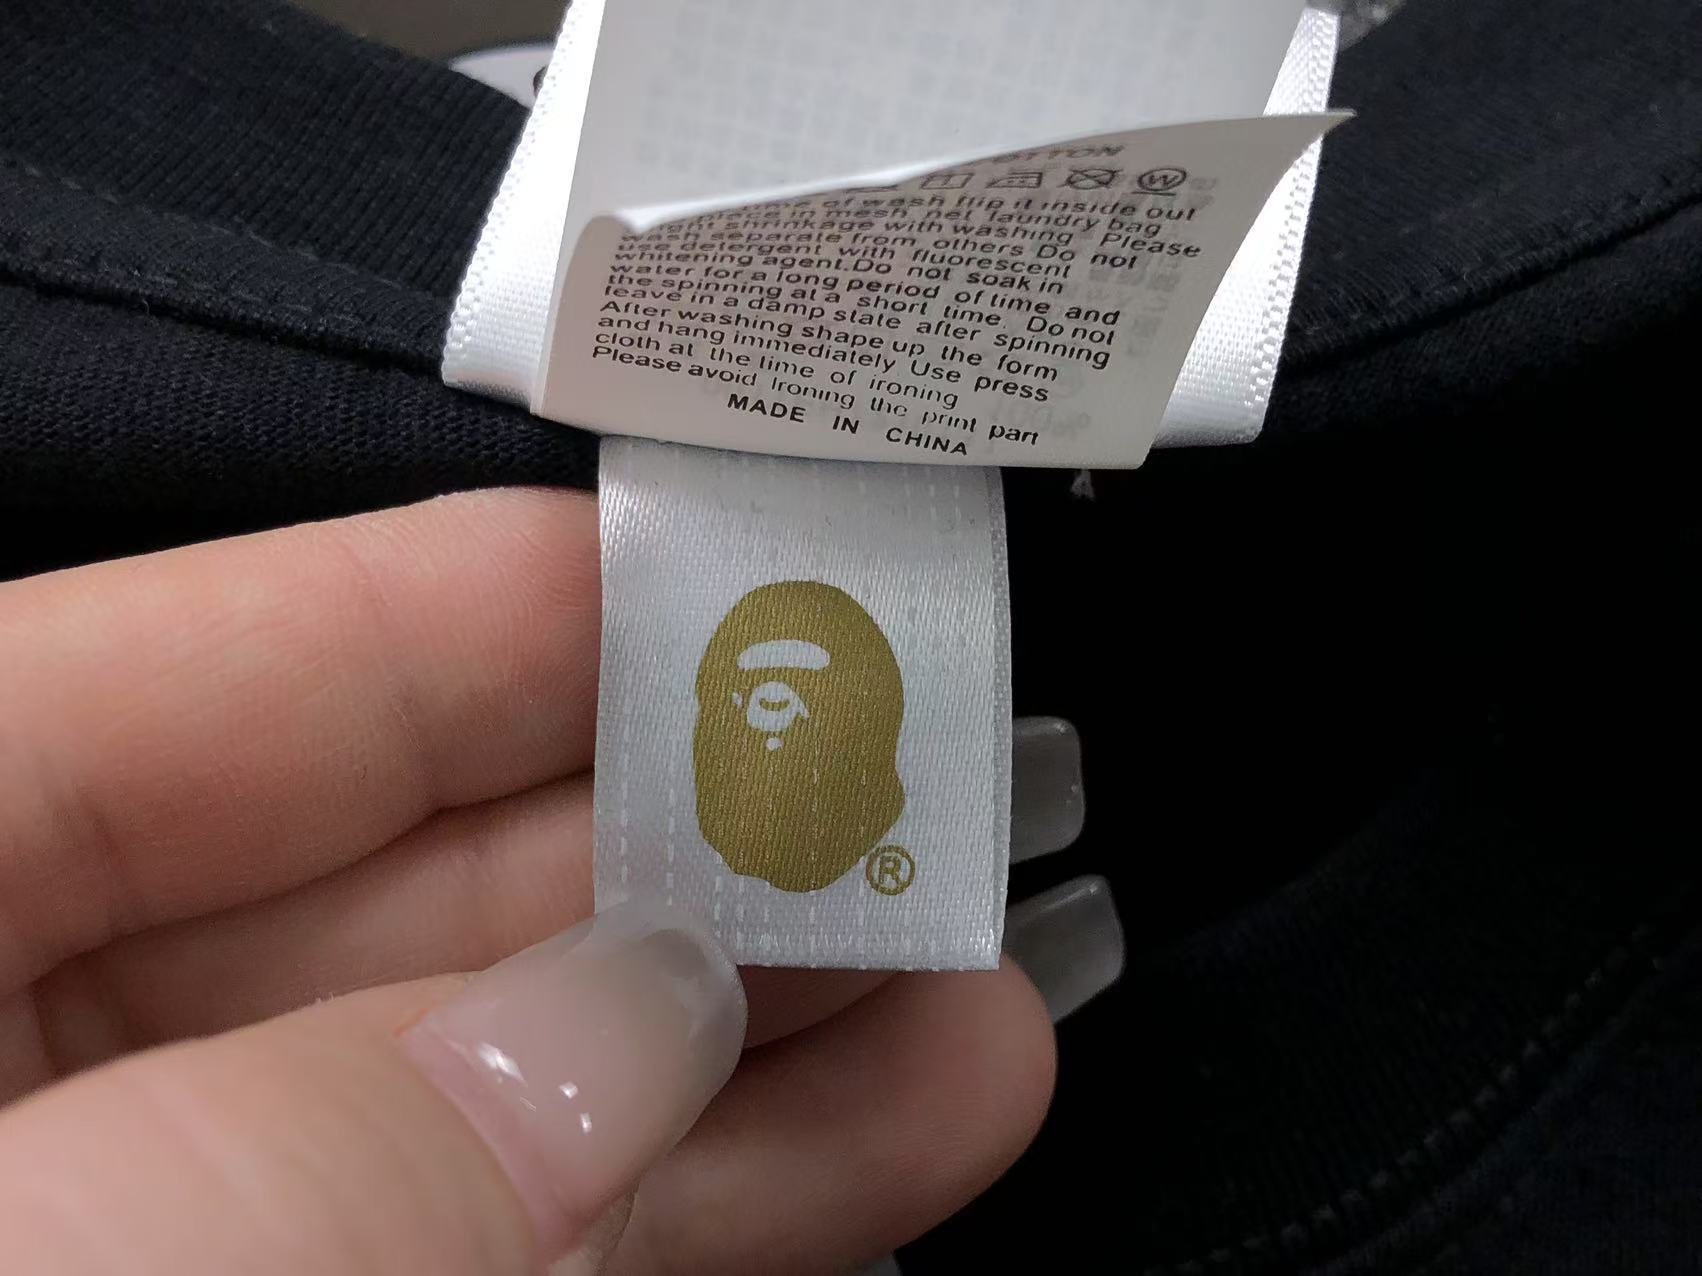 COTTON
W
of wash flip it inside out
piece in mesh net laundry bag
shrinkage with washing Please
wash separate from others Do not
use detergent with fluorescent
whitening agent.Do not soak in
water for a long period of time and
the spinning at a short time. Do not
leave in a damp state after spinning
After washing shape up the form
and hang immediately Use press
cloth at the lime of ironing
Please avoid Ironing the print part
MADE IN CHINA
®